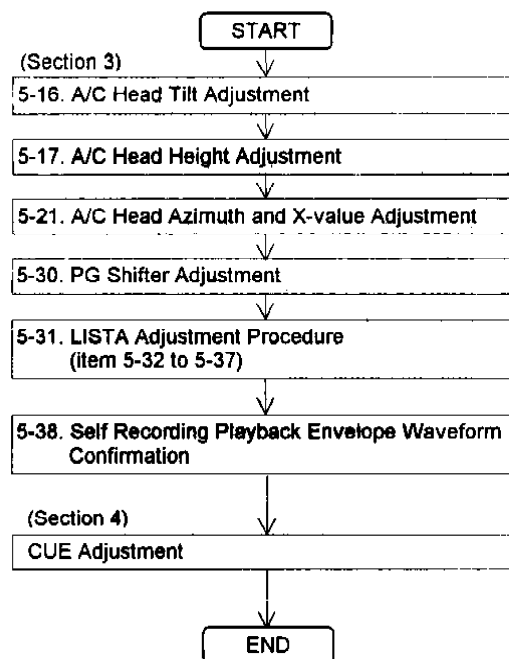 START
(Section 3)
5-16. A/C Head Tilt Adjustment
5-17. A/C Head Height Adjustment
5-21. A/C Head Azimuth and X-value Adjustment
5-30. PG Shifter Adjustment
5-31. LISTA Adjustment Procedure
(item 5-32 to 5-37)
5-38. Self Recording Playback Envelope Waveform
Confirmation
(Section 4)
CUE Adjustment
END